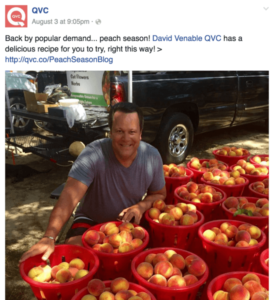 QVC
August 3 at 9:05pm ·
Back by popular demand... peach season! David Venable QVC has a
delicious recipe for you to try, right this way! >
http://qvc.co/PeachSeasonBlog